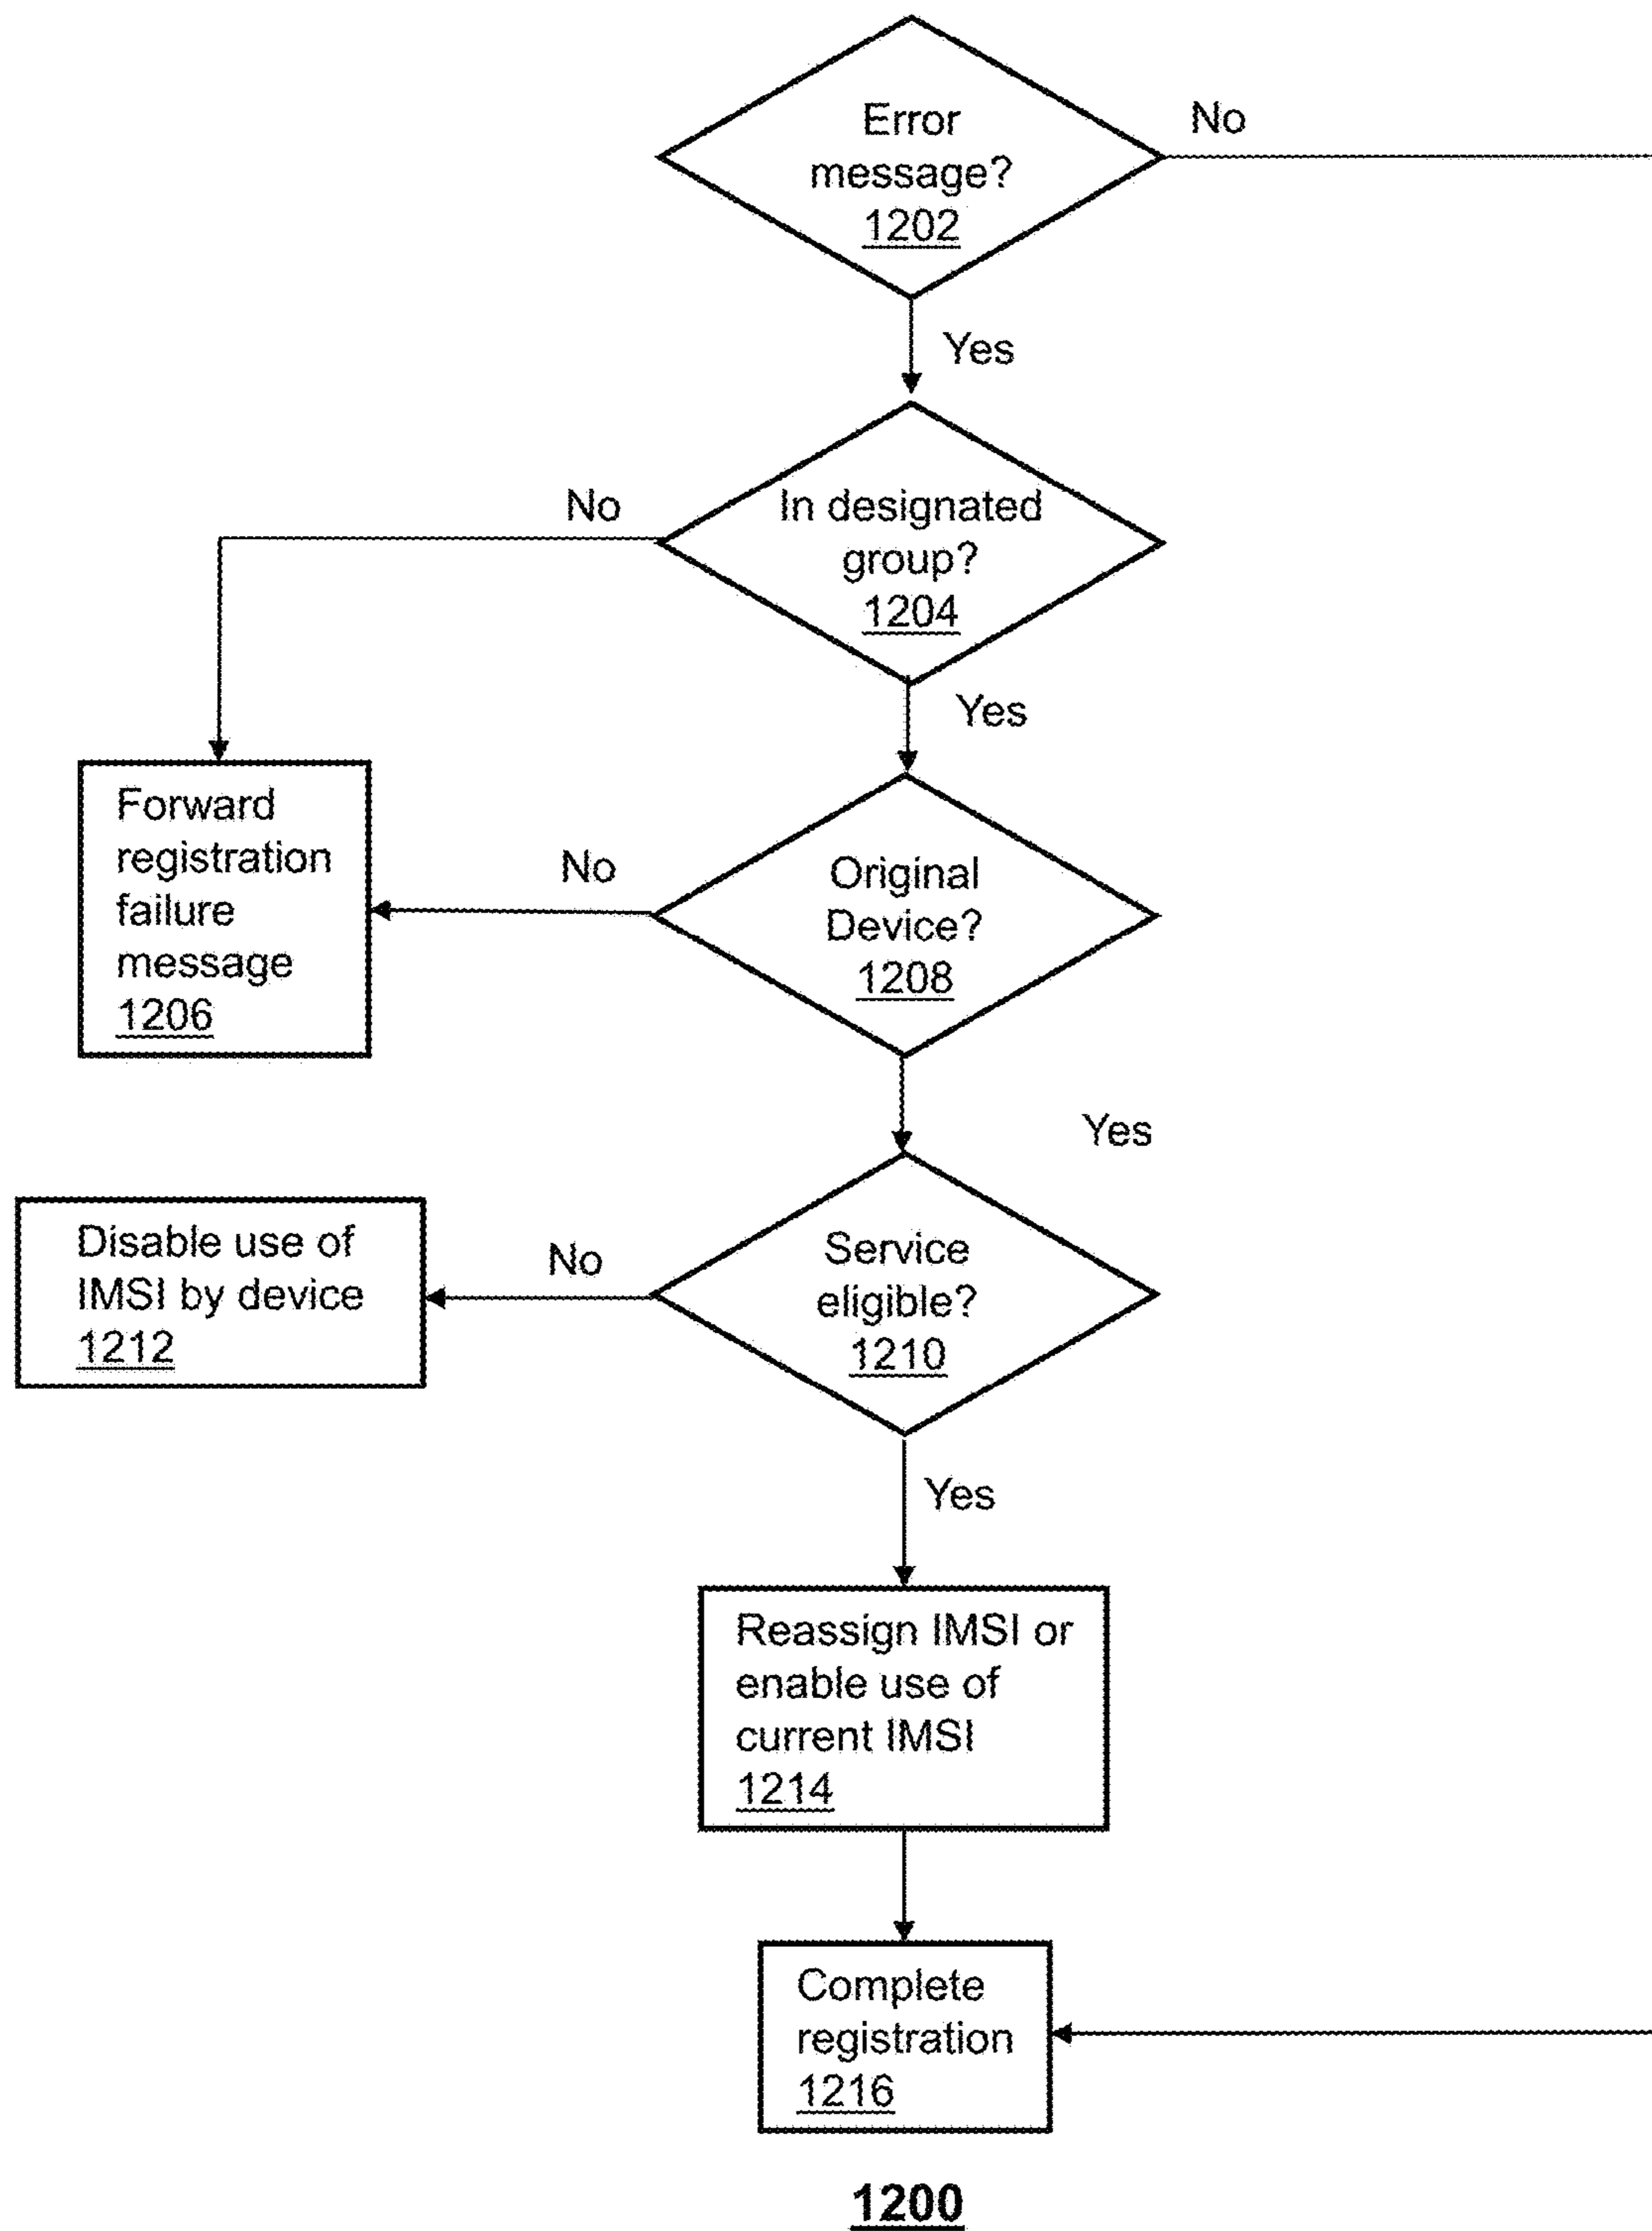 Error
message?
1202
No
Yes
In designated
group?
1204
No
Yes
Forward
registration
failure
message
1206
No
Original
Device?
1208
Yes
Disable use of
IMSI by device
1212
No
Service
eligible?
1210
Yes
Reassign IMSI or
enable use of
current IMSI
1214
Complete
registration
1216
1200